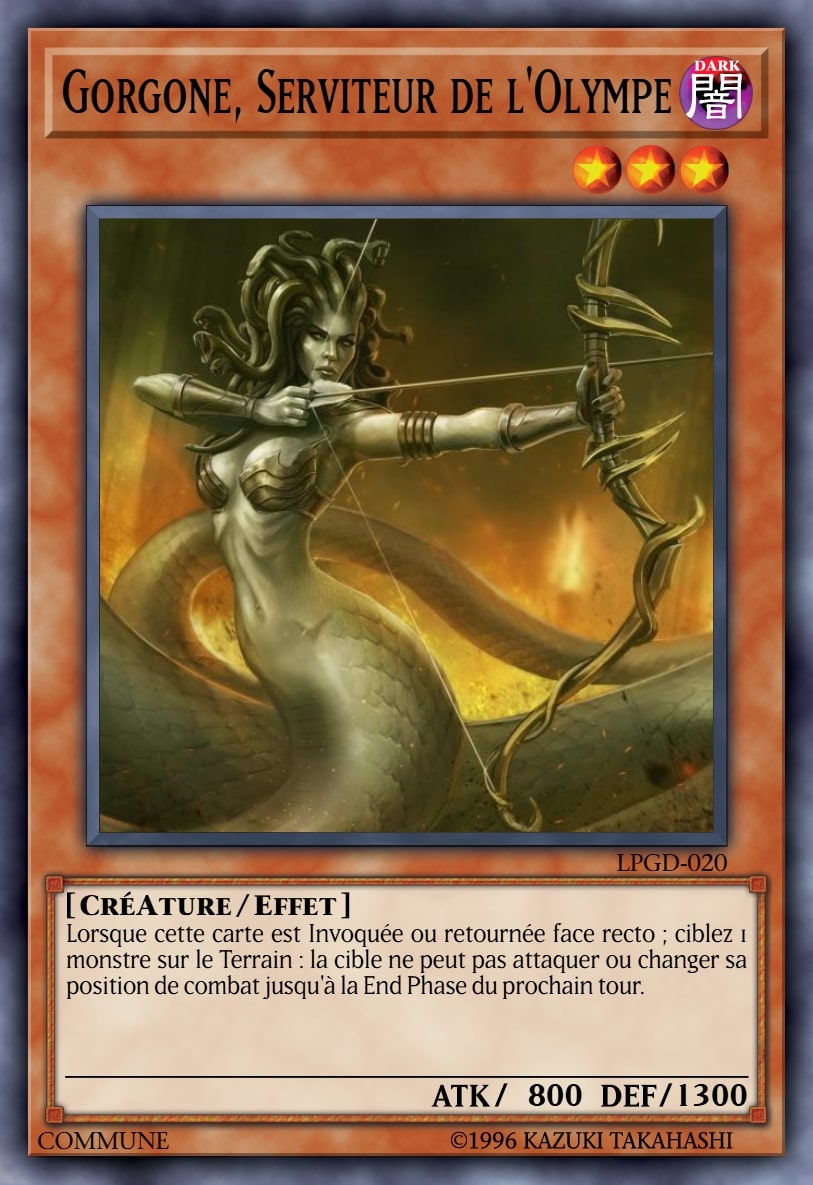 Gorgone, Serviteur de l'Olympe
DARK
闇
LPGD-020
[CRÉATURE/EFFET]
Lorsque cette carte est Invoquée ou retournée face recto ; ciblez 1
monstre sur le Terrain : la cible ne peut pas attaquer ou changer sa
position de combat jusqu'à la End Phase du prochain tour.
ATK/ 800 DEF/1300
COMMUNE
©1996 KAZUKI TAKAHASHI